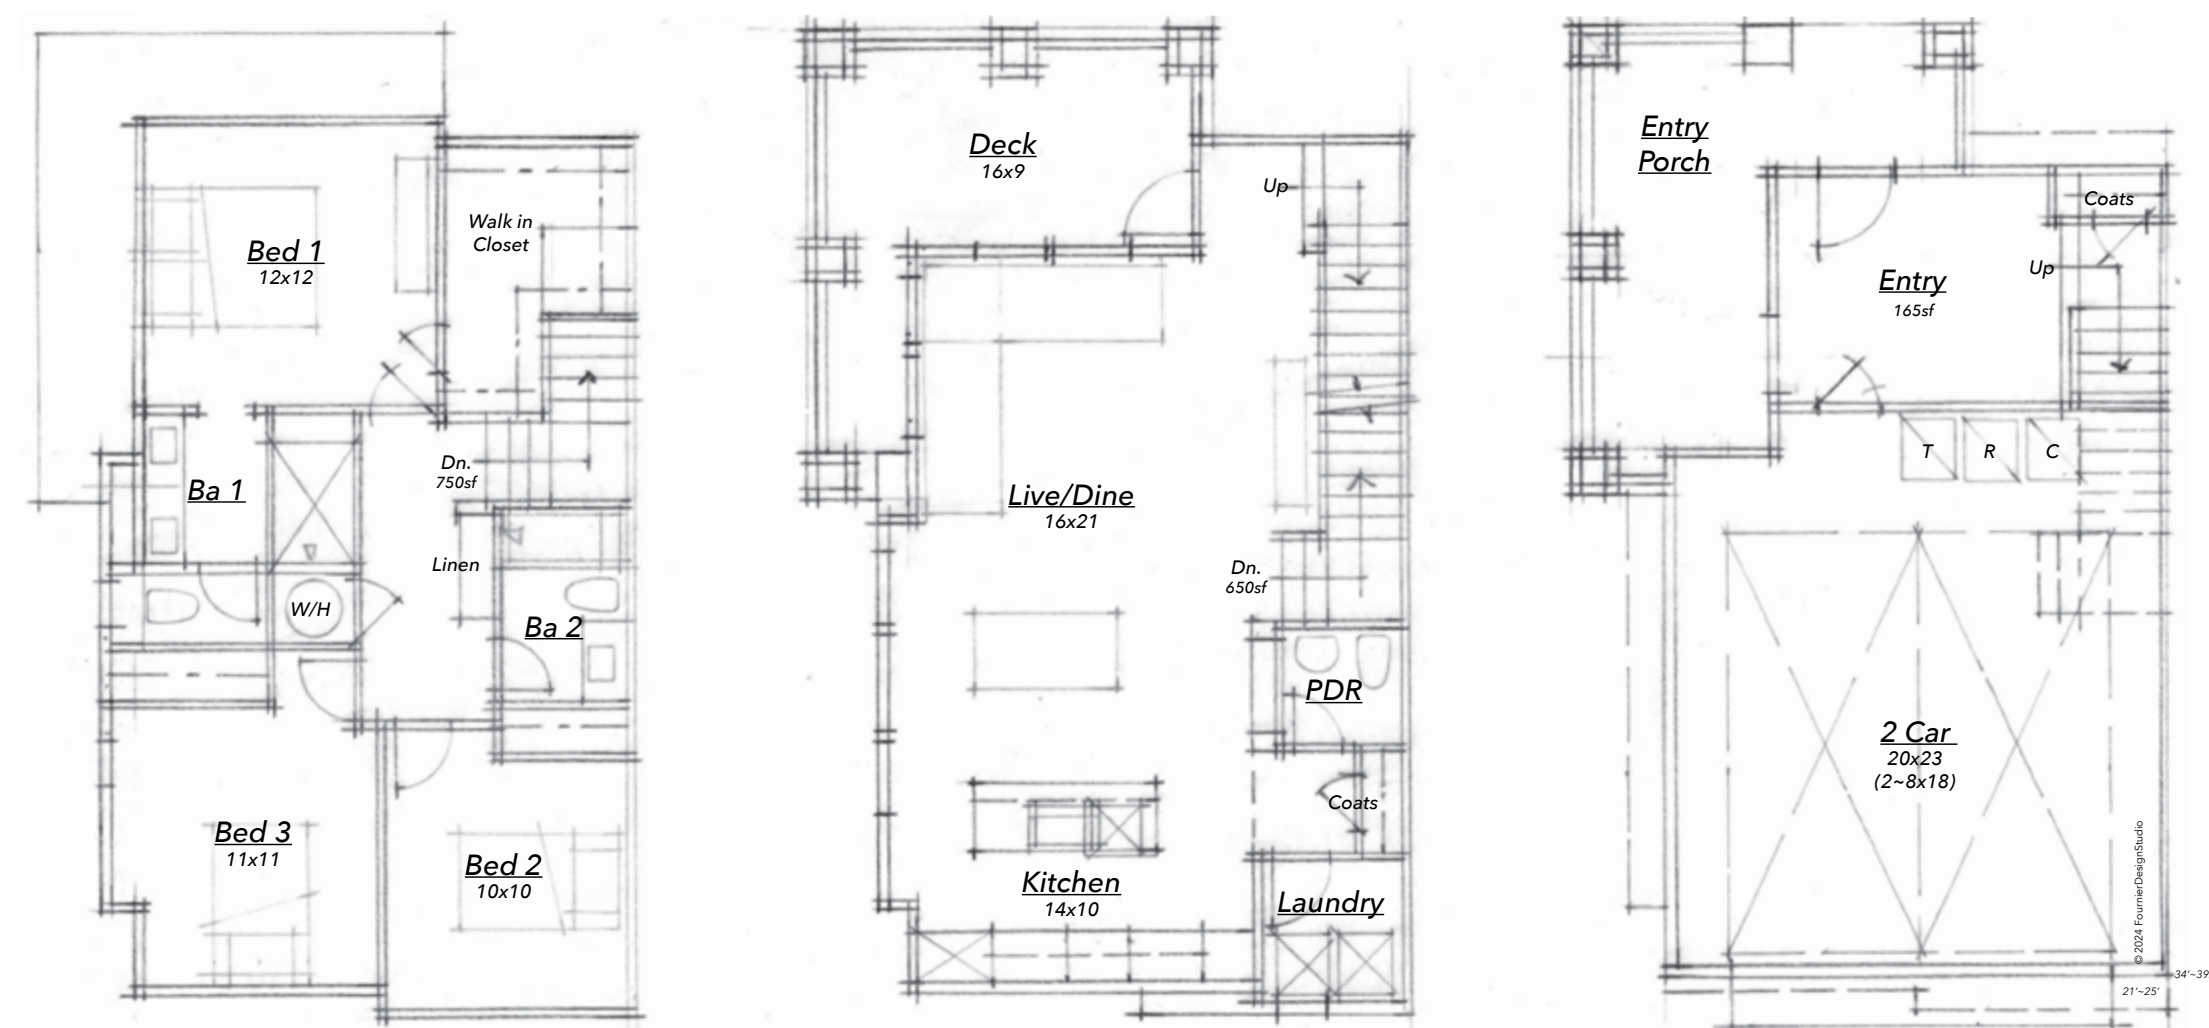 Bed 1
12x12
Walk in
Closet
Ba 1
Dn.
750sf
Linen
W/H
Ba 2
Bed 3
11x11
Bed 2
10x10
Deck
16x9
Up
Live/Dine
16x21
Dn.
650sf
PDR
Coats
Kitchen
14x10
Laundry
Entry
Porch
Coats
Up
Entry
165sf
T
R
C
2 Car
20x23
(2~8x18)
© 2024 FournierDesignStudio
34'~39
21'~25'